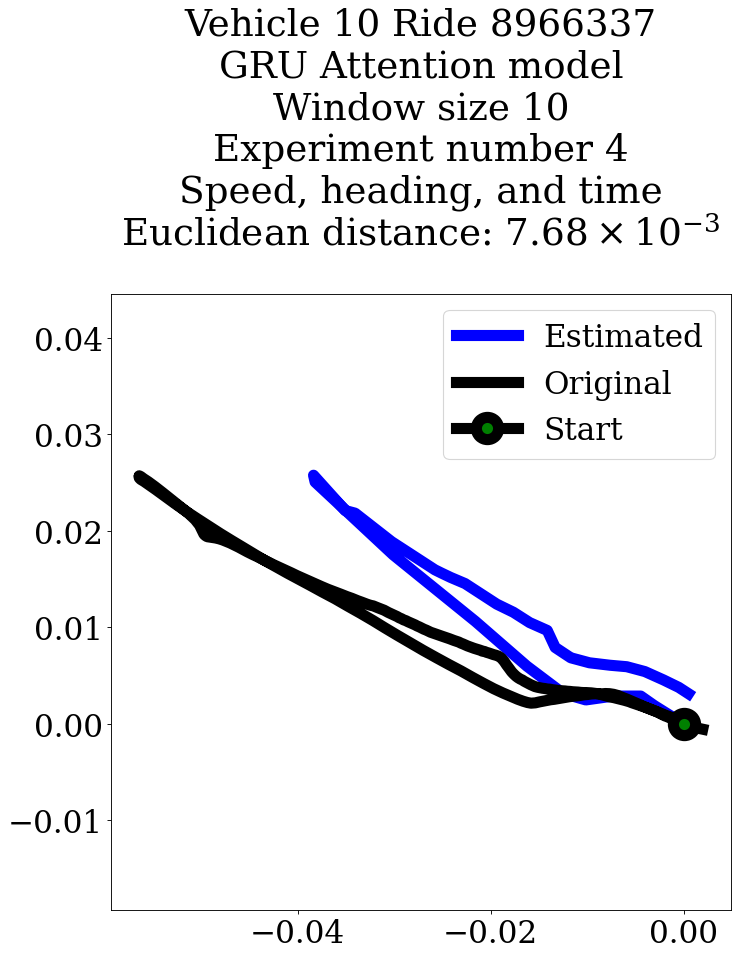 Vehicle 10 Ride 8966337
GRU Attention model
Window size 10
Experiment number 4
Speed, heading, and time
Euclidean distance: 7.68 × 10⁻³
Estimated
Original
Start
0.04
0.03
0.02
0.01
0.00
−0.01
−0.04
−0.02
0.00